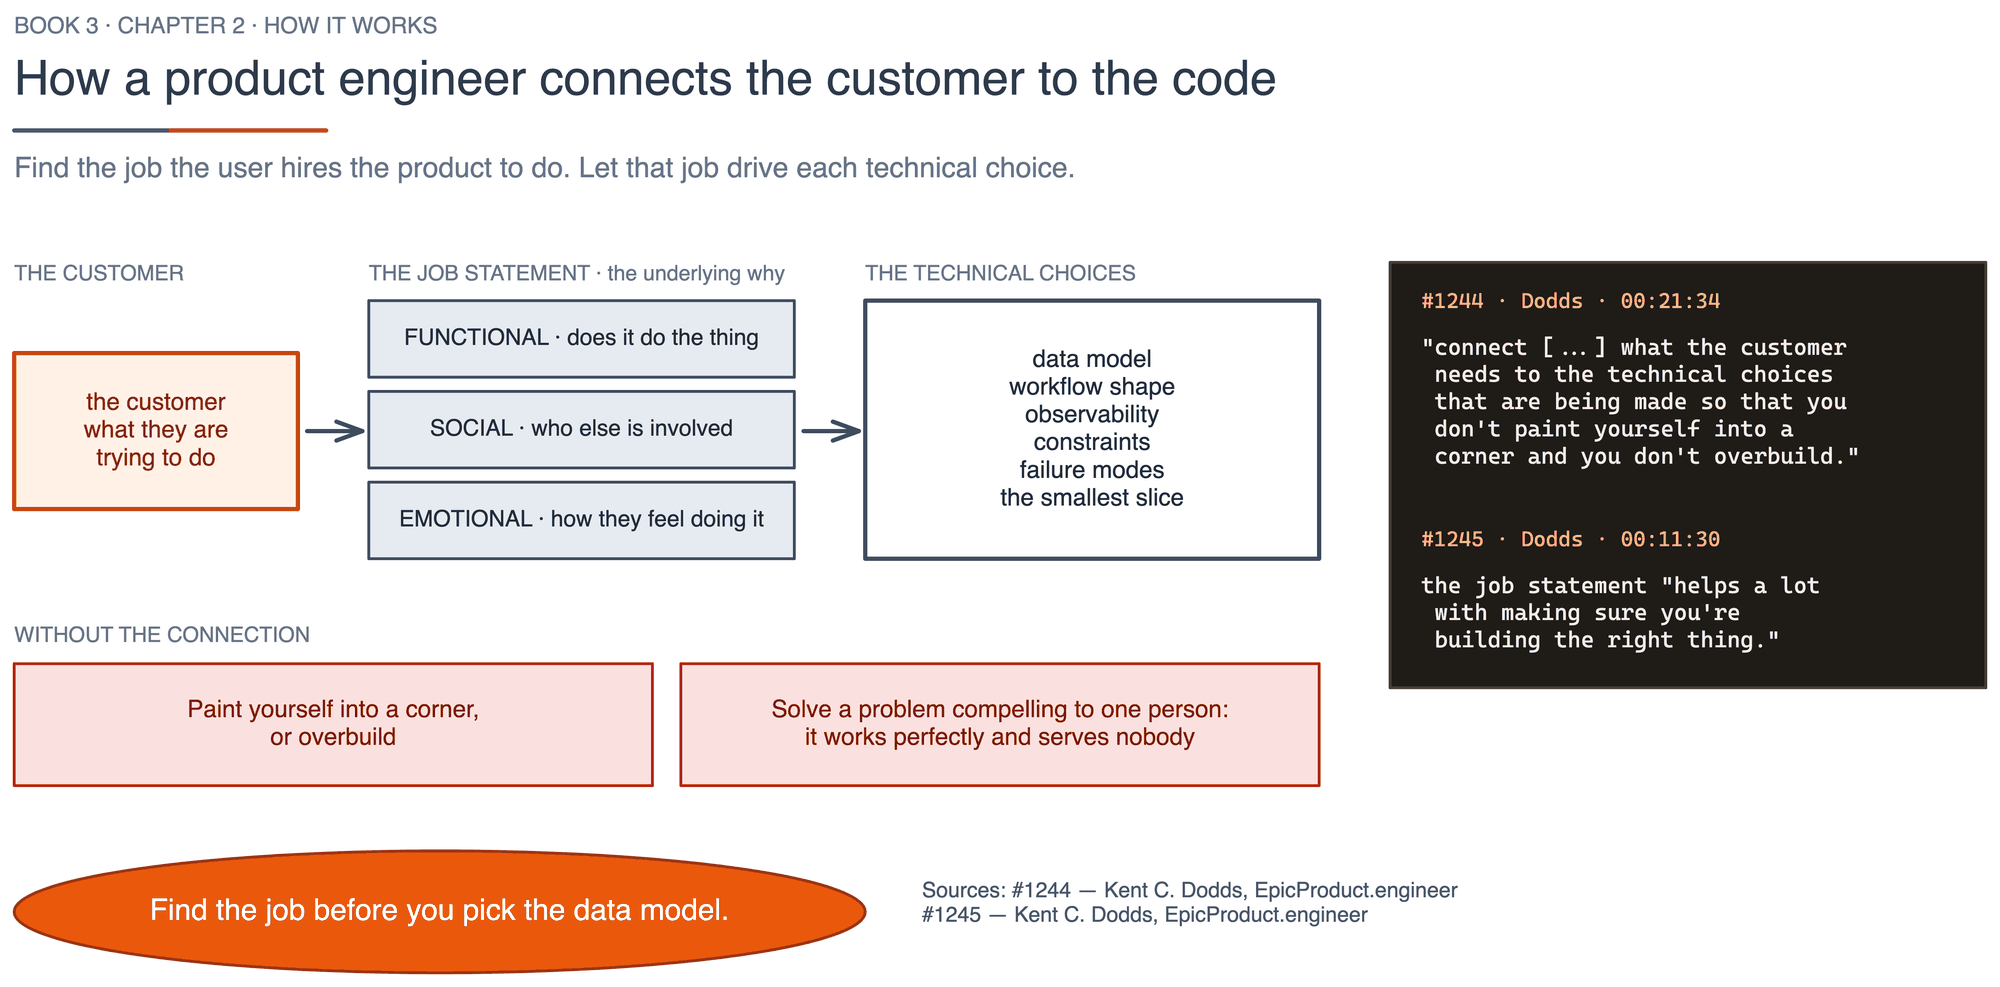 BOOK 3 · CHAPTER 2 · HOW IT WORKS
How a product engineer connects the customer to the code
Find the job the user hires the product to do. Let that job drive each technical choice.
THE CUSTOMER
the customer
what they are
trying to do
THE JOB STATEMENT · the underlying why
FUNCTIONAL · does it do the thing
SOCIAL · who else is involved
EMOTIONAL · how they feel doing it
THE TECHNICAL CHOICES
data model
workflow shape
observability
constraints
failure modes
the smallest slice
#1244 · Dodds · 00:21:34
"connect [...] what the customer
needs to the technical choices
that are being made so that you
don't paint yourself into a
corner and you don't overbuild."
#1245 · Dodds · 00:11:30
the job statement "helps a lot
with making sure you're
building the right thing."
WITHOUT THE CONNECTION
Paint yourself into a corner,
or overbuild
Solve a problem compelling to one person:
it works perfectly and serves nobody
Find the job before you pick the data model.
Sources: #1244 — Kent C. Dodds, EpicProduct.engineer
#1245 — Kent C. Dodds, EpicProduct.engineer